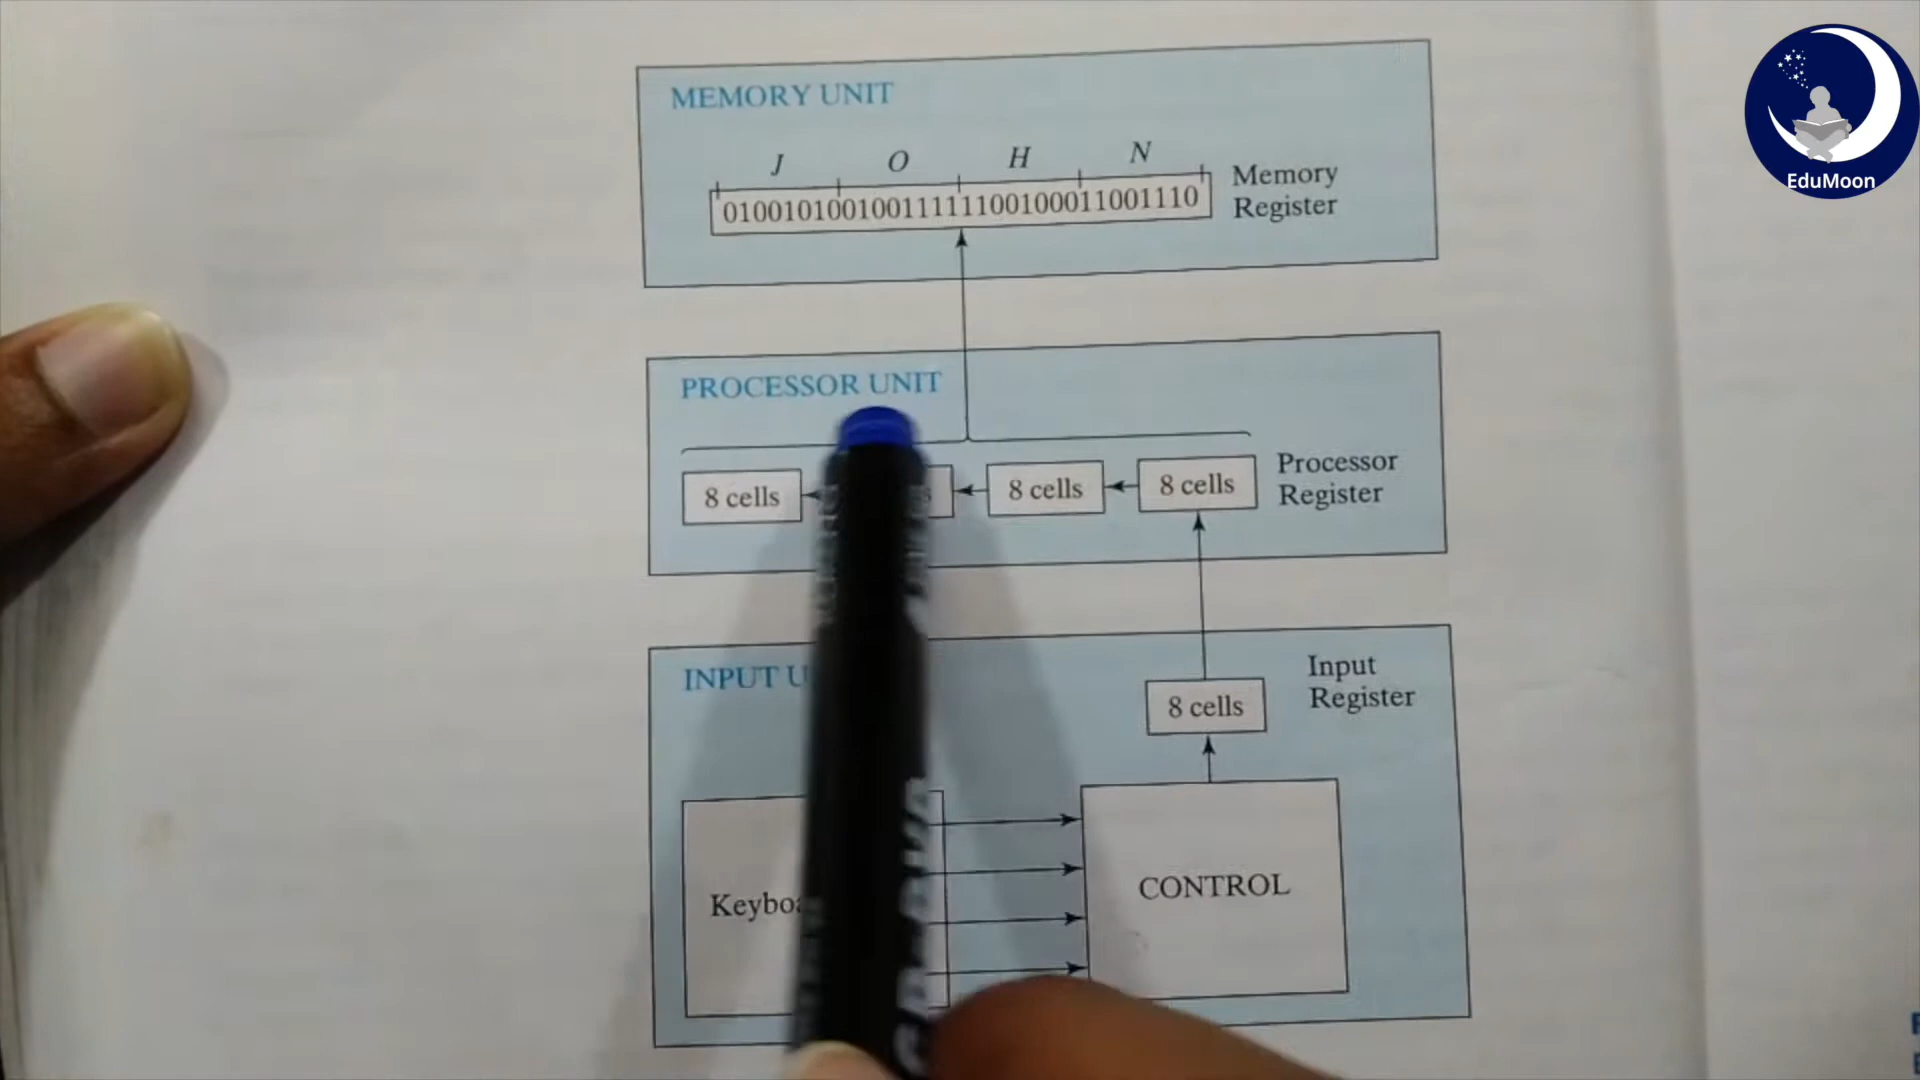 EduMoon
MEMORY UNIT
J O H N
01001010010011111100100011001110
Memory
Register
PROCESSOR UNIT
8 cells
8 cells
8 cells
Processor
Register
INPUT
Input
Register
8 cells
CONTROL